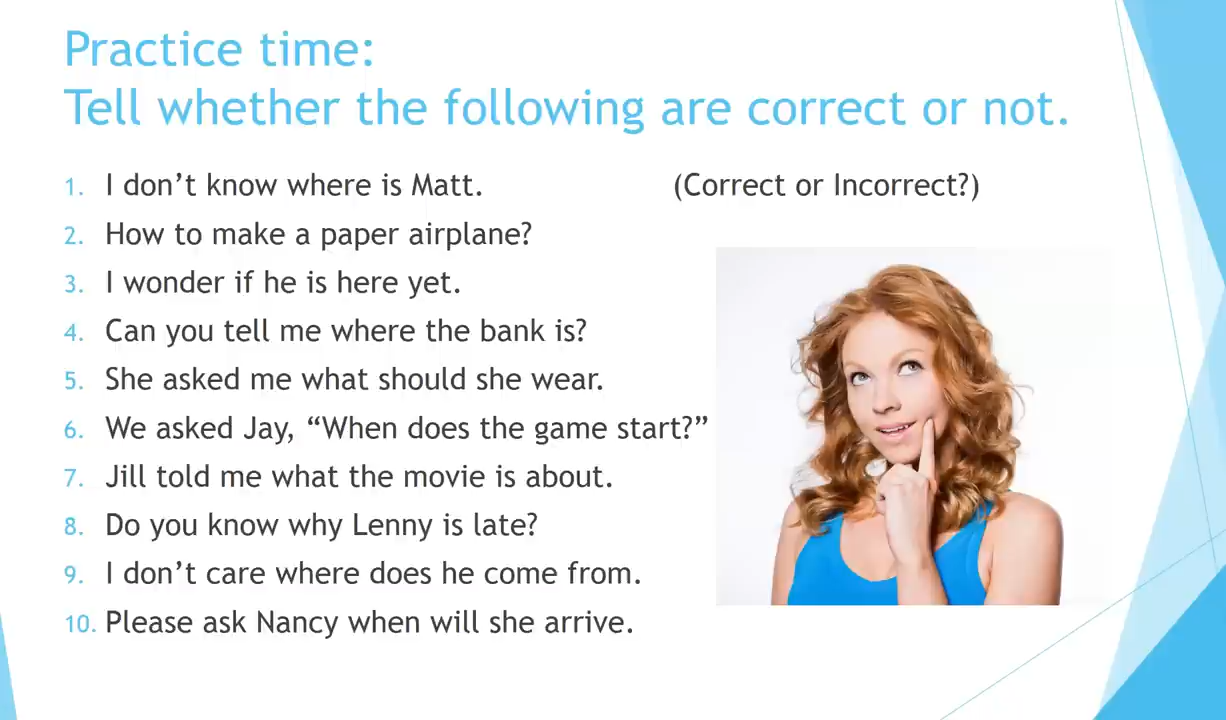 Practice time:
Tell whether the following are correct or not.
1. I don’t know where is Matt. (Correct or Incorrect?)
2. How to make a paper airplane?
3. I wonder if he is here yet.
4. Can you tell me where the bank is?
5. She asked me what should she wear.
6. We asked Jay, “When does the game start?”
7. Jill told me what the movie is about.
8. Do you know why Lenny is late?
9. I don’t care where does he come from.
10. Please ask Nancy when will she arrive.